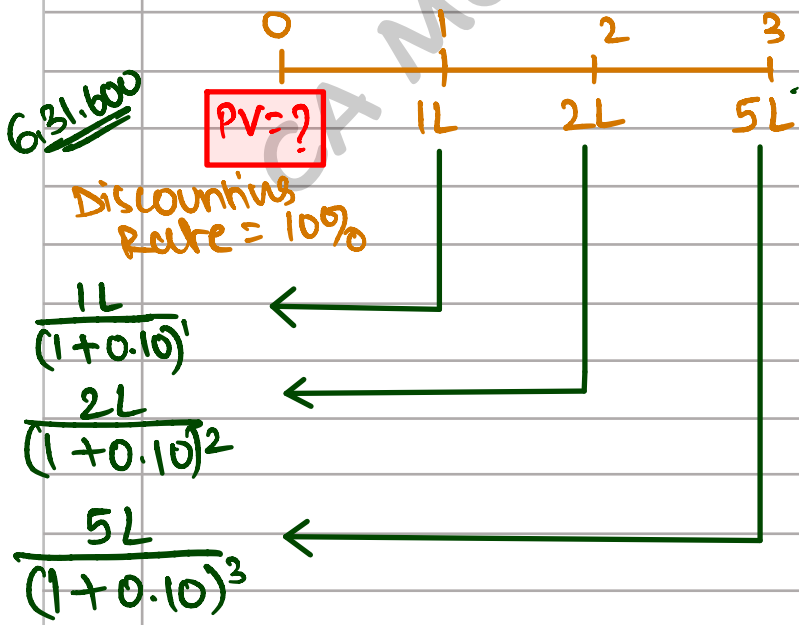 0 1 2 3
CA M
6,31,600
PV=?
1L 2L 5L
Discounting
Rate = 10%
1L
(1+0.10)^1
2L
(1+0.10)^2
5L
(1+0.10)^3